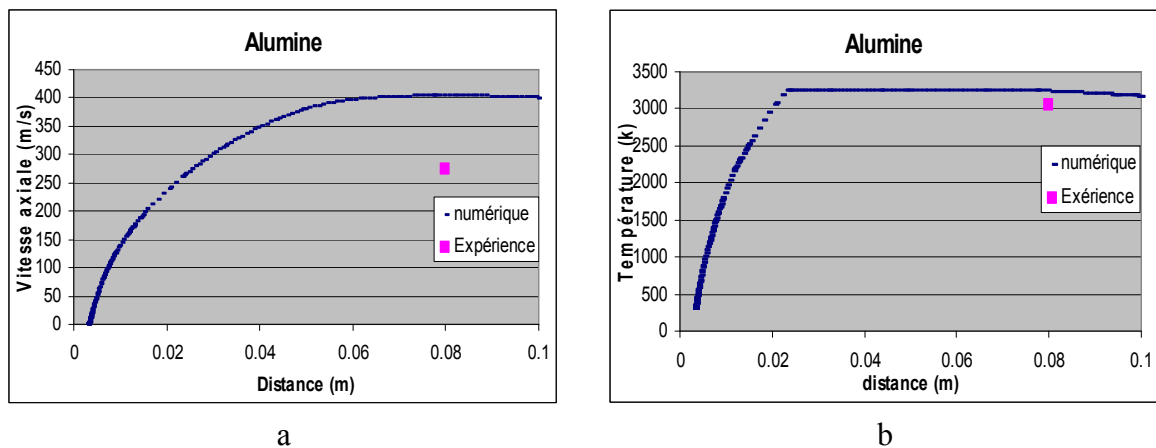 Alumine
Vitesse axiale (m/s)
450
400
350
300
250
200
150
100
50
0
0 0.02 0.04 0.06 0.08 0.1
Distance (m)
numérique
Expérience
a
Alumine
Température (k)
3500
3000
2500
2000
1500
1000
500
0
0 0.02 0.04 0.06 0.08 0.1
distance (m)
numérique
Exérience
b